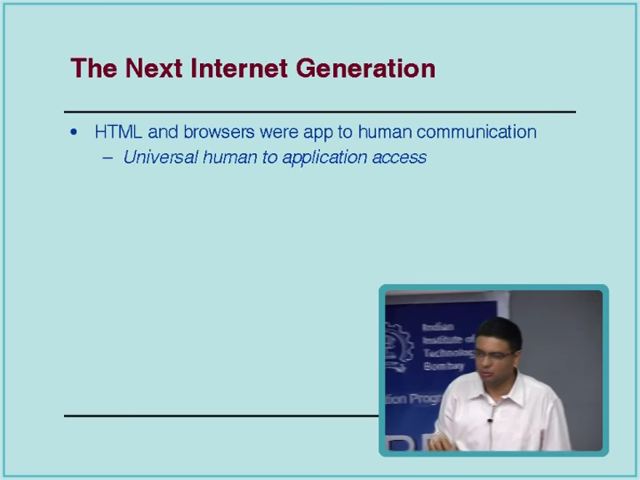 The Next Internet Generation
• HTML and browsers were app to human communication
– Universal human to application access
Indian
Institute of
Technology
Bombay
Progr